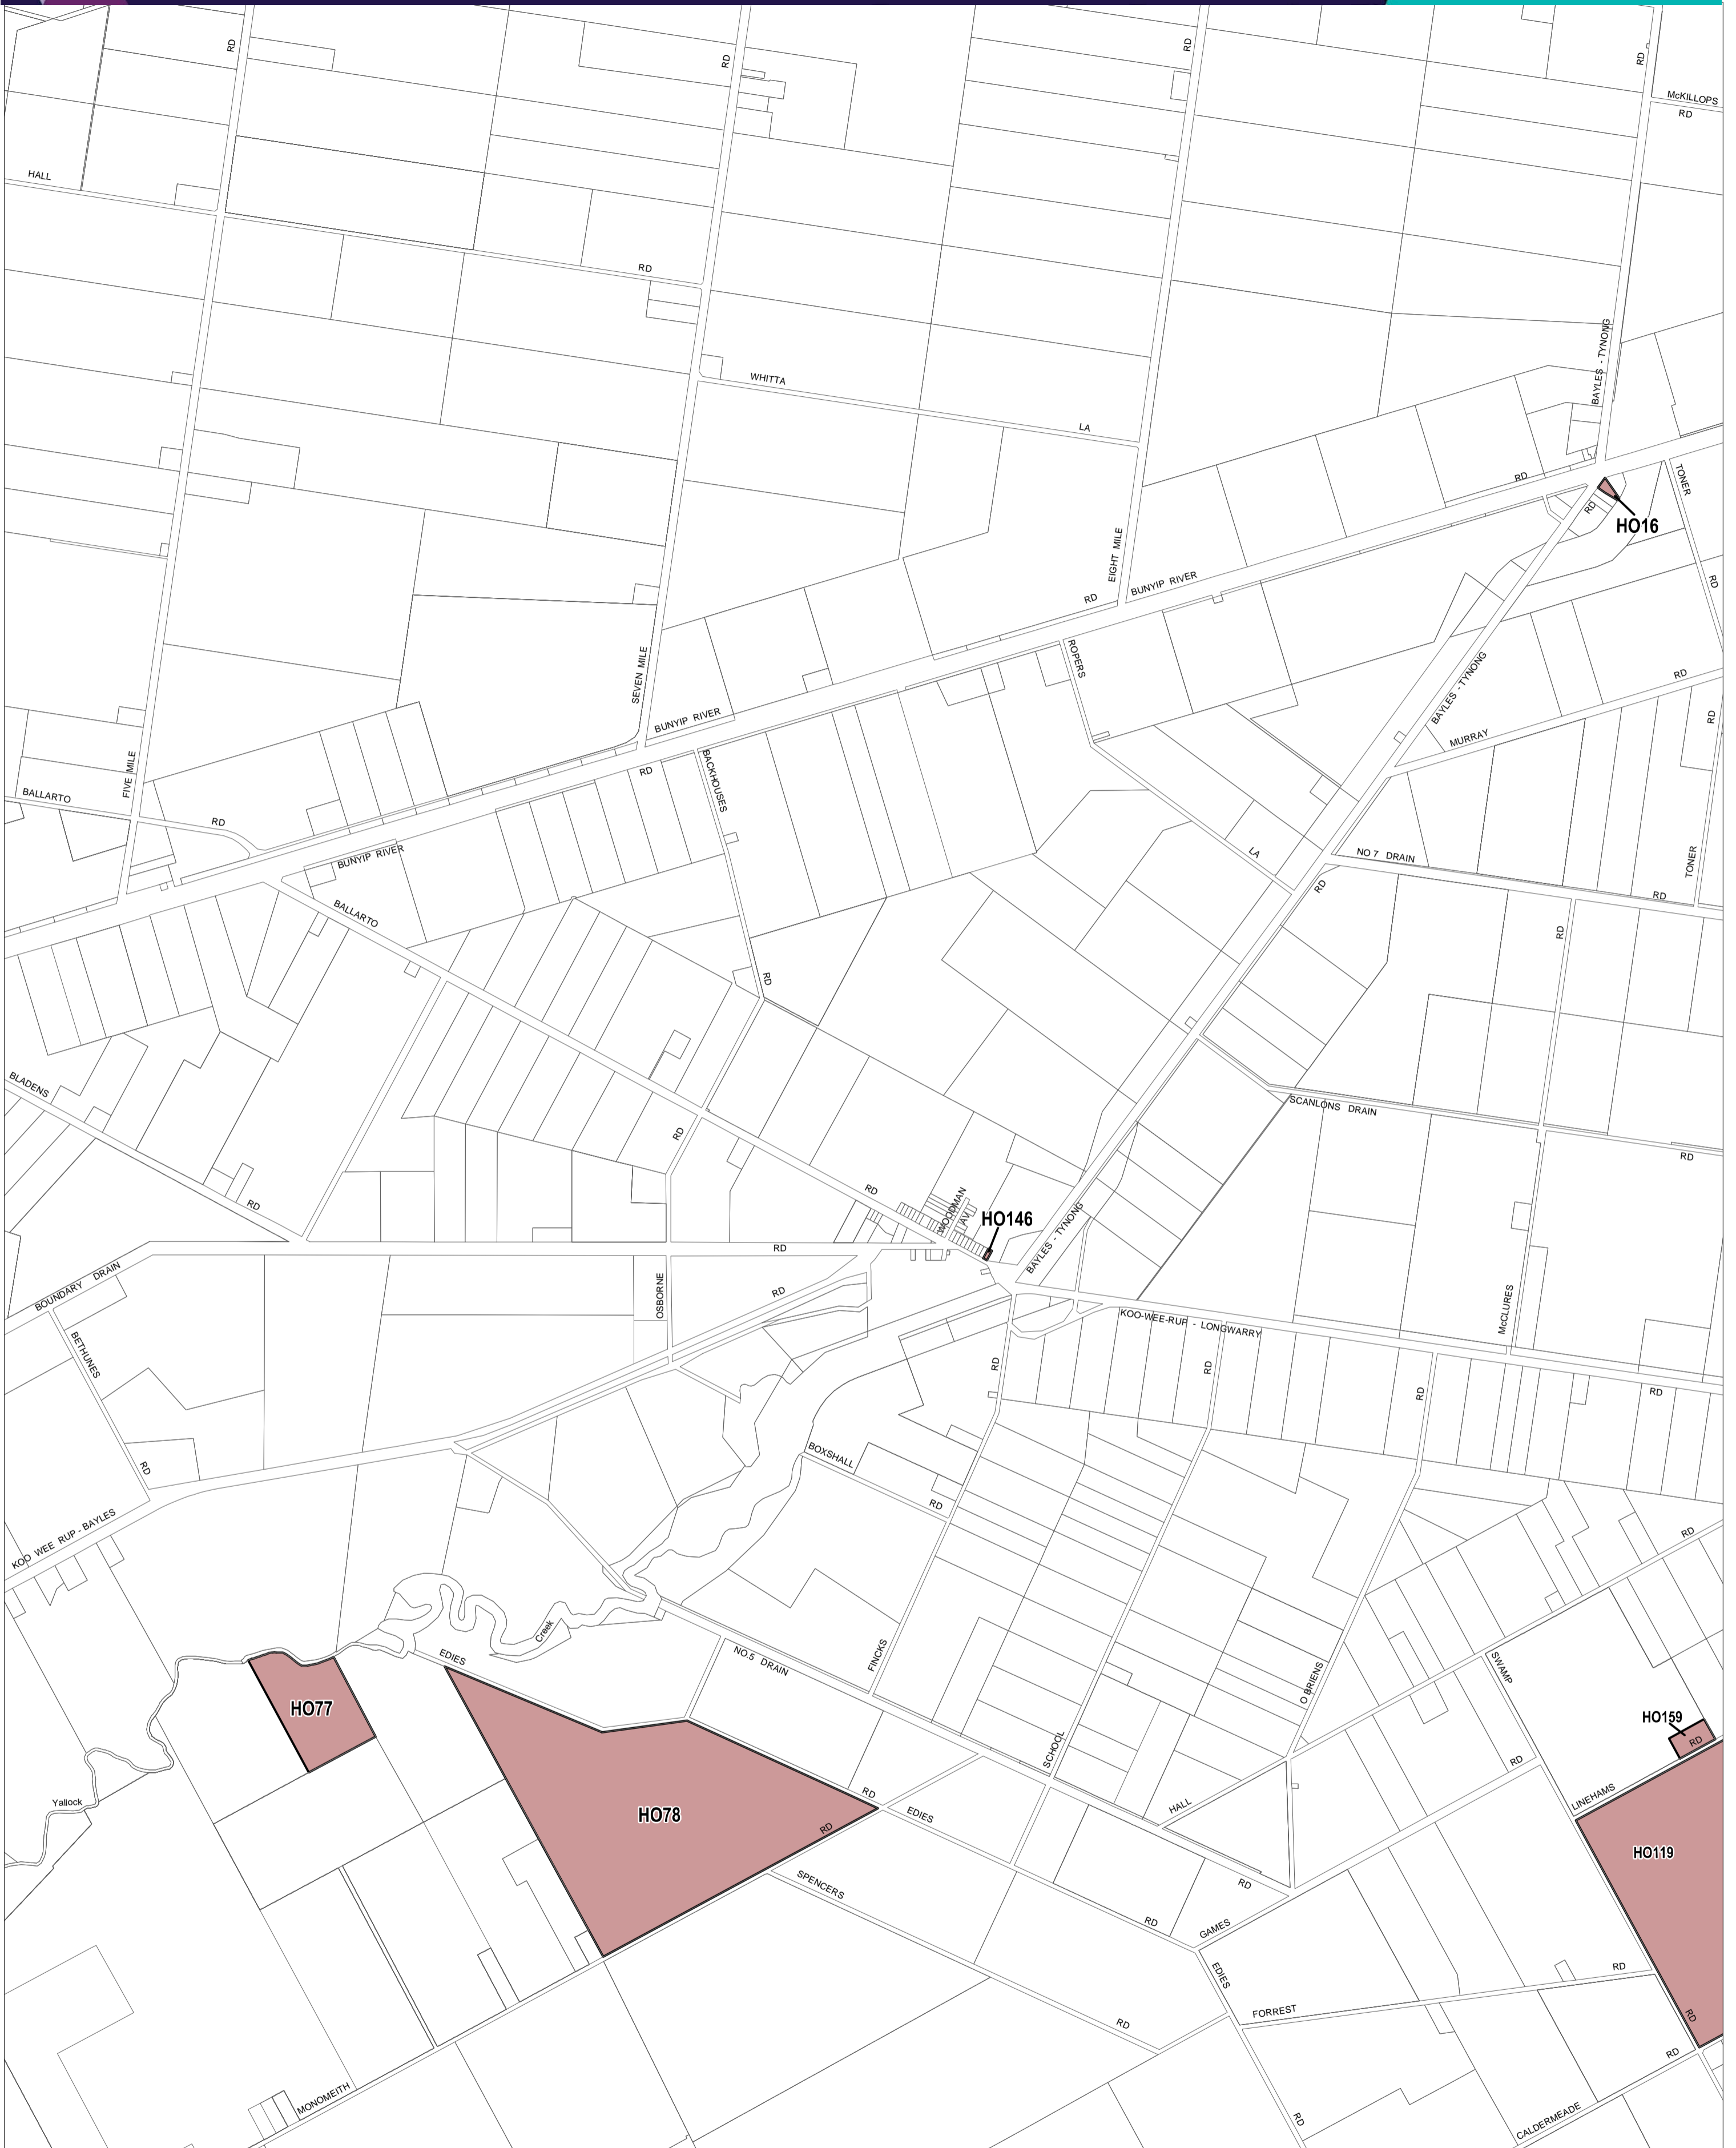 RD
RD
RD
RD
McKILLOPS
RD
HALL
RD
BAYLES - TYNONG
WHITTA
LA
RD
TONER
RD
HO16
EIGHT MILE
BUNYIP RIVER
RD
RD
ROPERS
SEVEN MILE
BUNYIP RIVER
BAYLES - TYNONG
RD
RD
MURRAY
FIVE MILE
RD
BACKHOUSES
BALLARTO
RD
BUNYIP RIVER
LA
NO 7 DRAIN
TONER
RD
RD
BALLARTO
RD
RD
BLADENS
SCANLONS DRAIN
RD
RD
RD
RD
WOODMAN
AV
HO146
BAYLES - TYNONG
RD
BOUNDARY DRAIN
OSBORNE
RD
KOO-WEE-RUP - LONGWARRY
McCLURES
BETHUNES
RD
RD
RD
RD
BOXSHALL
RD
RD
KOO WEE RUP - BAYLES
RD
Creek
EDIES
NO.5 DRAIN
FINCKS
O BRIENS
SWAMP
HO77
HO159
RD
SCHOOL
RD
LINEHAMS
Yallock
HO78
RD
RD
EDIES
HALL
HO119
SPENCERS
RD
RD
GAMES
EDIES
RD
FORREST
RD
RD
RD
MONOMEITH
CALDERMEADE
RD